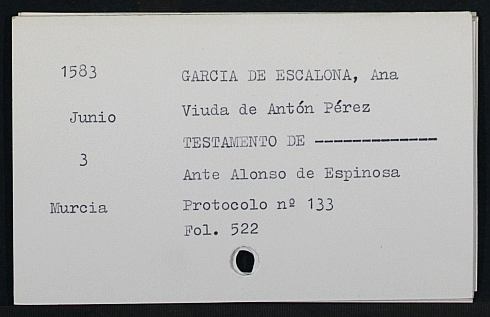 1583
GARCIA DE ESCALONA, Ana
Junio
Viuda de Antón Pérez
TESTAMENTO DE -------------
3
Ante Alonso de Espinosa
Murcia
Protocolo nº 133
Fol. 522